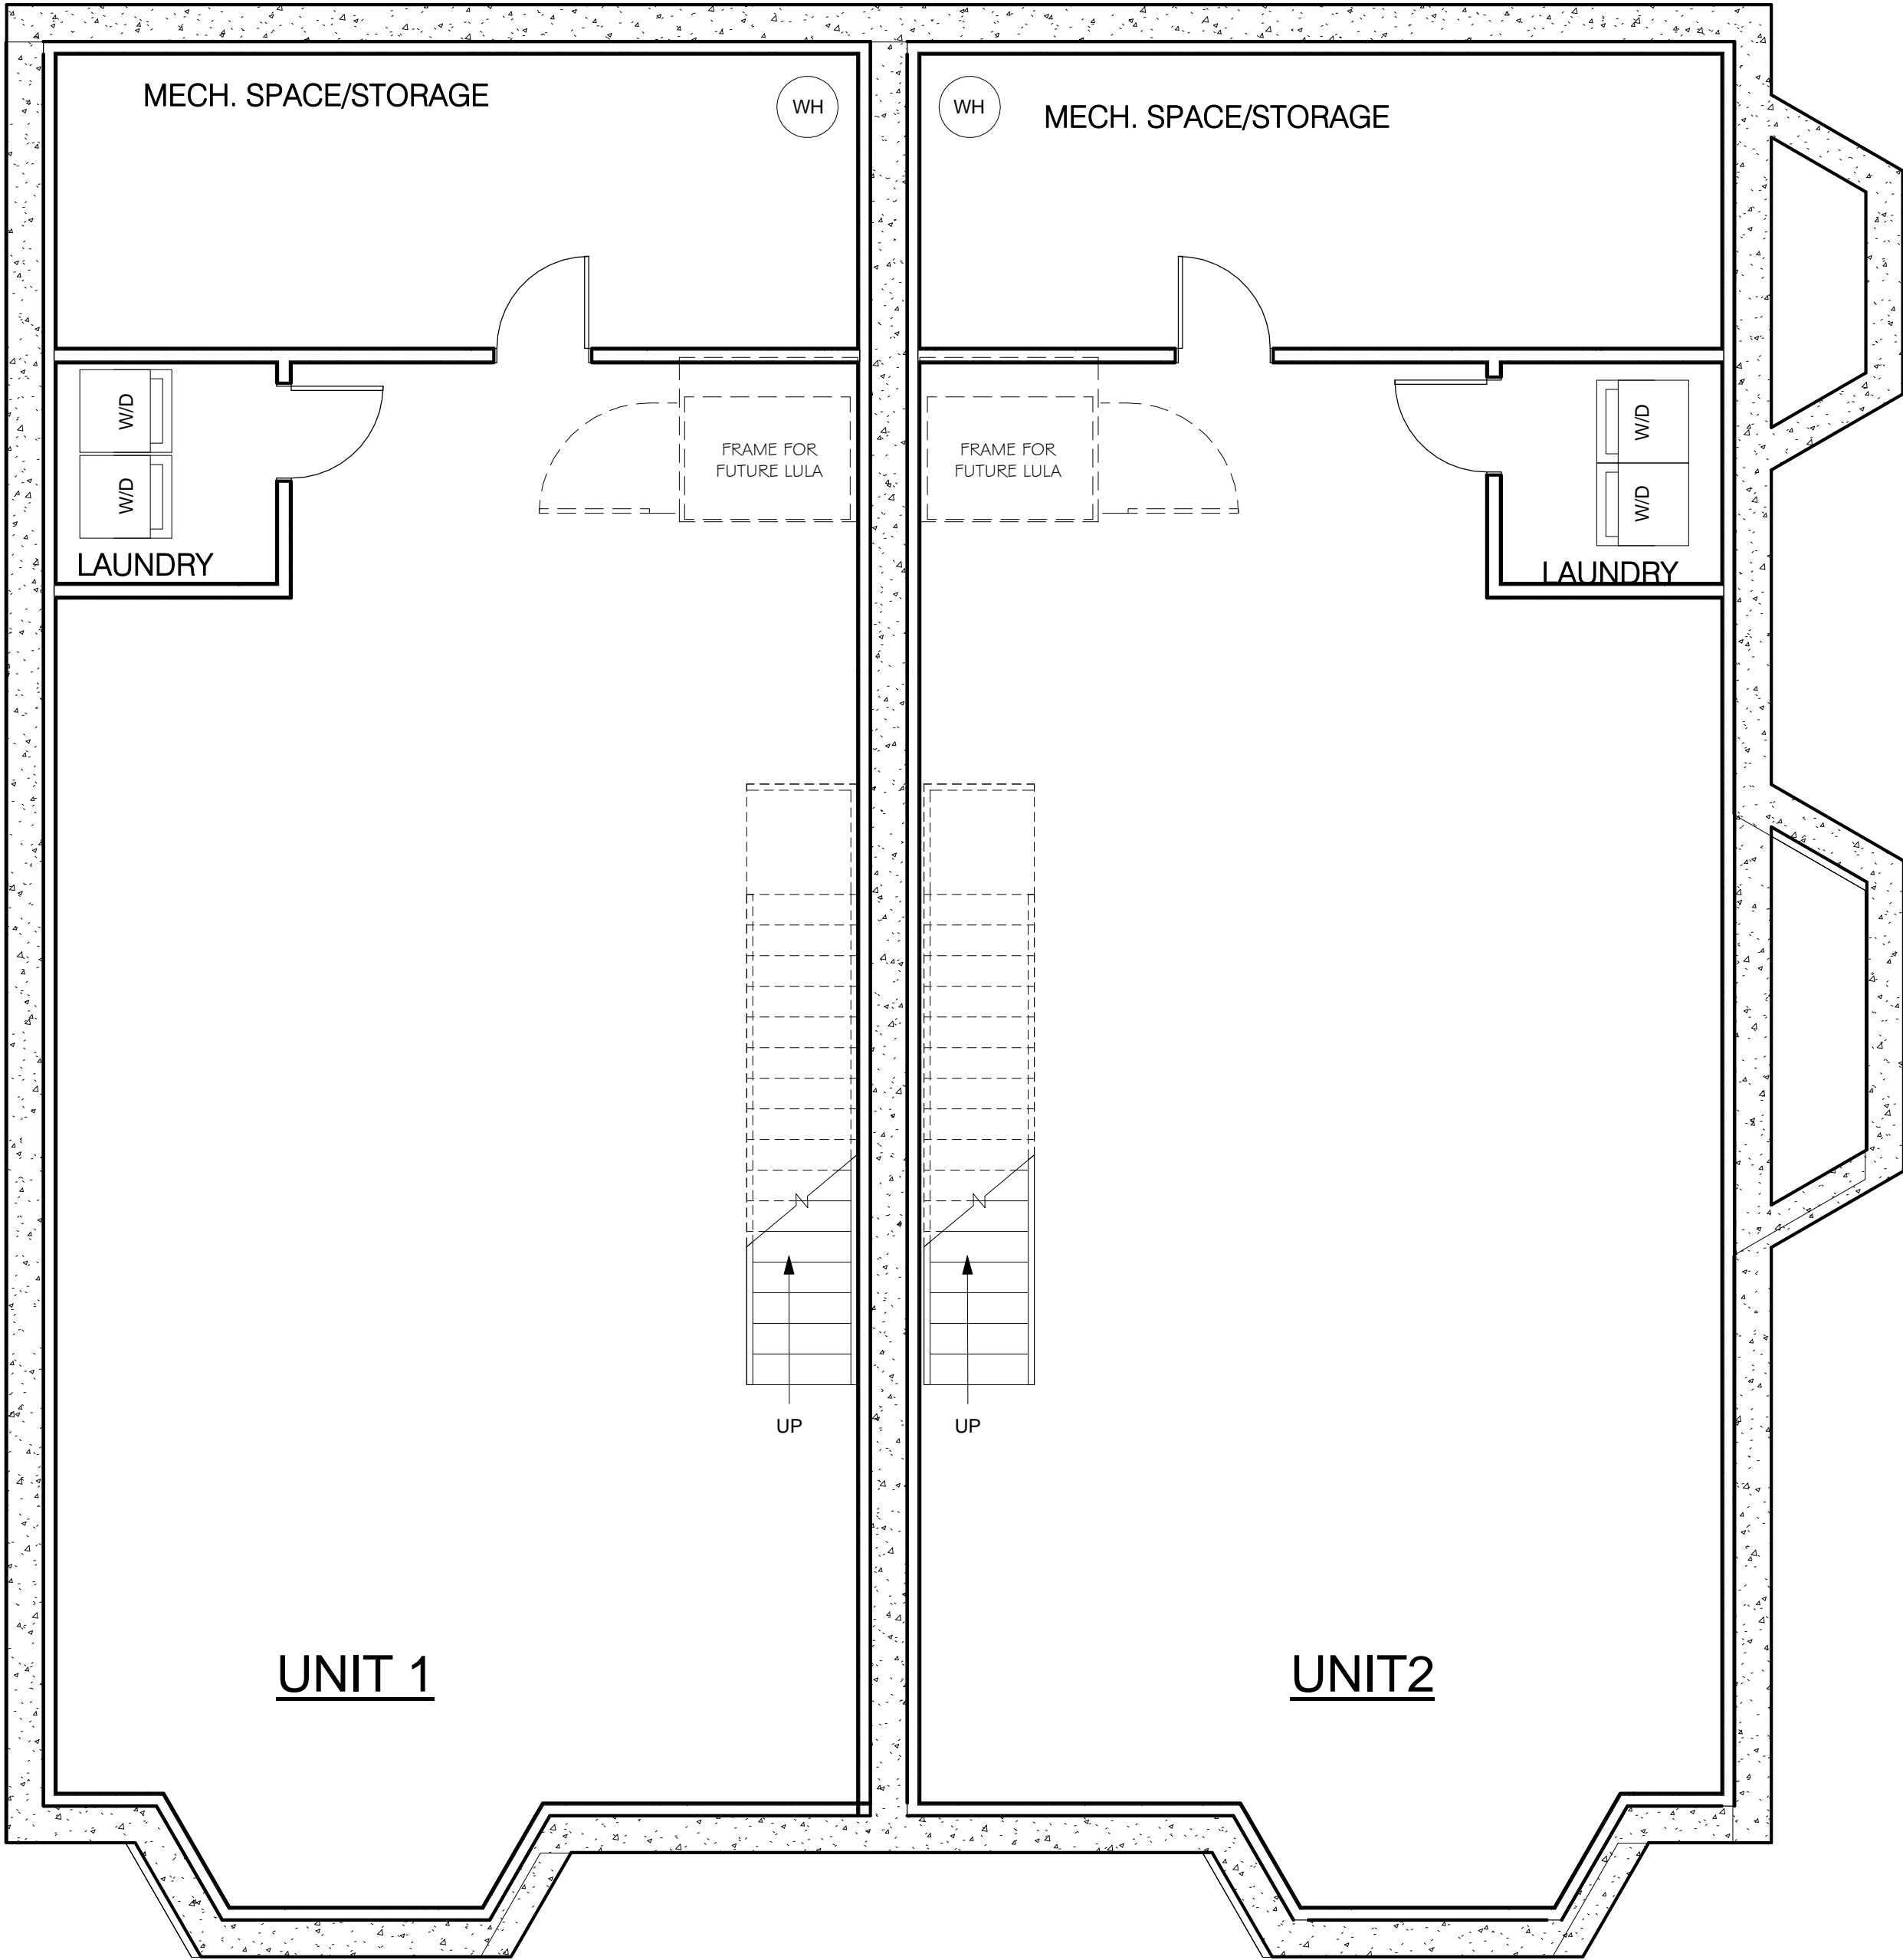 MECH. SPACE/STORAGE
WH
WH
MECH. SPACE/STORAGE
W/D
W/D
LAUNDRY
FRAME FOR
FUTURE LULA
FRAME FOR
FUTURE LULA
W/D
W/D
LAUNDRY
UP
UP
UNIT 1
UNIT2